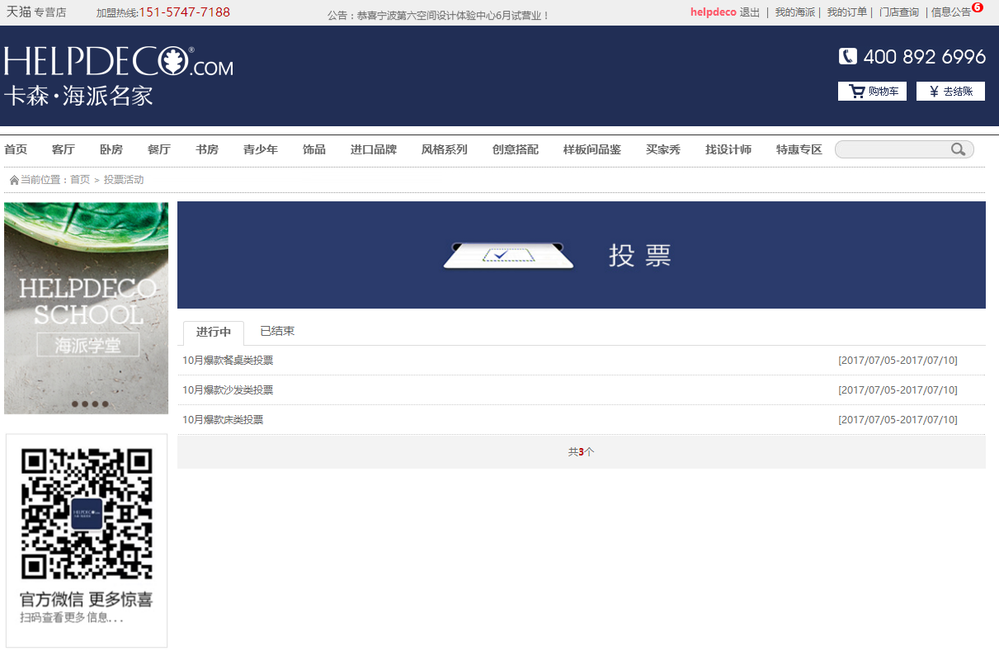 天猫 专营店 加盟热线:151-5747-7188 公告：恭喜宁波第六空间设计体验中心6月试营业！ helpdeco 退出 | 我的海派 | 我的订单 | 门店查询 | 信息公告 6
HELPDECO®.COM
卡森·海派名家
400 892 6996
购物车 ¥ 去结账
首页 客厅 卧房 餐厅 书房 青少年 饰品 进口品牌 风格系列 创意搭配 样板间品鉴 买家秀 找设计师 特惠专区
当前位置：首页 > 投票活动
HELPDECO
SCHOOL
海派学堂
投票
进行中 已结束
10月爆款餐桌类投票 [2017/07/05-2017/07/10]
10月爆款沙发类投票 [2017/07/05-2017/07/10]
10月爆款床类投票 [2017/07/05-2017/07/10]
共3个
官方微信 更多惊喜
扫码查看更多信息...